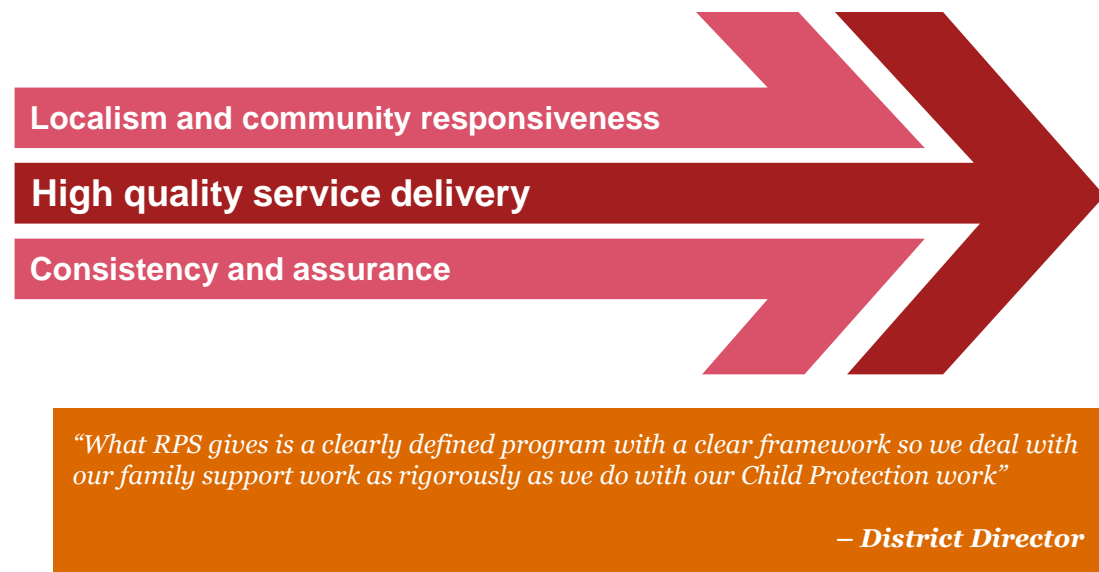 Localism and community responsiveness
High quality service delivery
Consistency and assurance
“What RPS gives is a clearly defined program with a clear framework so we deal with
our family support work as rigorously as we do with our Child Protection work”
– District Director